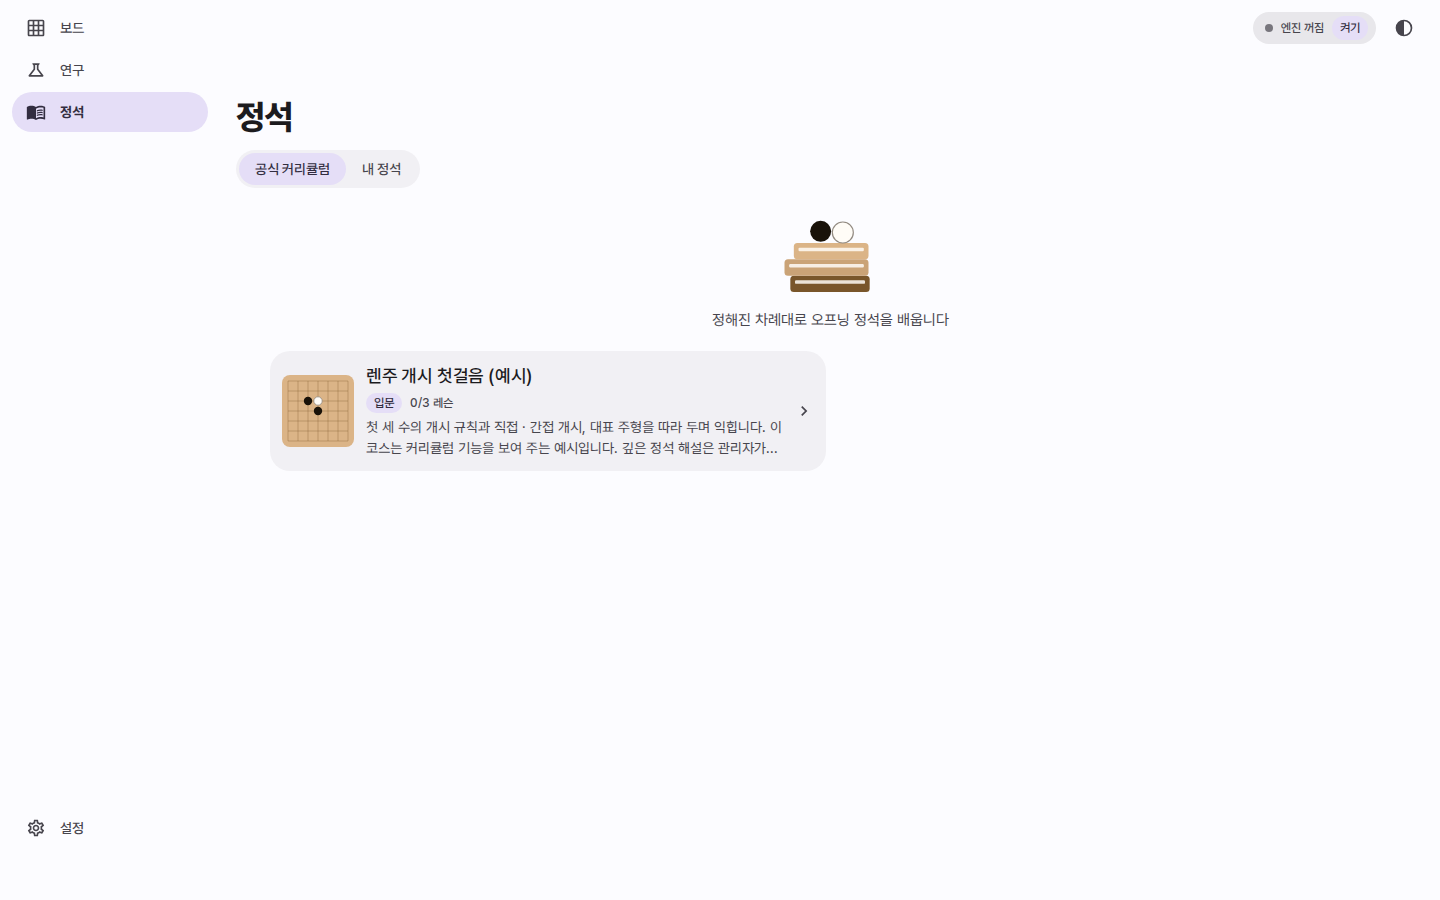 보드
엔진 꺼짐
켜기
연구
정석
정석
공식 커리큘럼
내 정석
정해진 차례대로 오프닝 정석을 배웁니다
렌주 개시 첫걸음 (예시)
입문
0/3 레슨
첫 세 수의 개시 규칙과 직접 · 간접 개시, 대표 주형을 따라 두며 익힙니다. 이
코스는 커리큘럼 기능을 보여 주는 예시입니다. 깊은 정석 해설은 관리자가...
설정